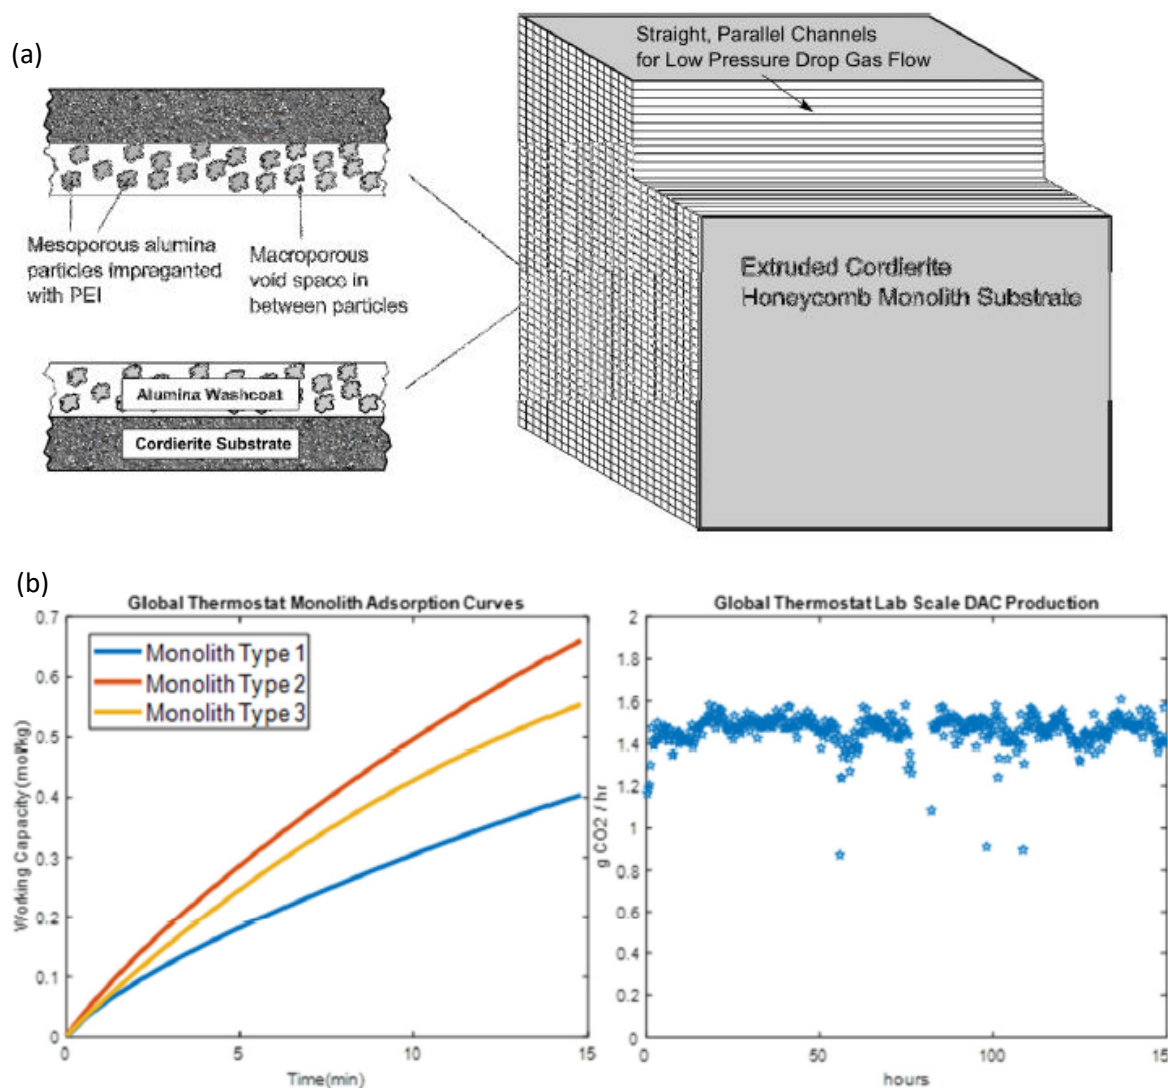 (a)
Straight, Parallel Channels
for Low Pressure Drop Gas Flow
Mesoporous alumina
particles impreganted
with PEI
Macroporous
void space in
between particles
Extruded Cordierite
Honeycomb Monolith Substrate
Alumina Washcoat
Cordierite Substrate
(b)
Global Thermostat Monolith Adsorption Curves
0.7
0.6
0.5
0.4
0.3
0.2
0.1
0
Working Capacity (mol/kg)
Monolith Type 1
Monolith Type 2
Monolith Type 3
0
5
10
15
Time(min)
Global Thermostat Lab Scale DAC Production
2
1.8
1.6
1.4
1.2
1
0.8
0.6
0.4
0.2
0
g CO2 / hr
0
50
100
150
hours